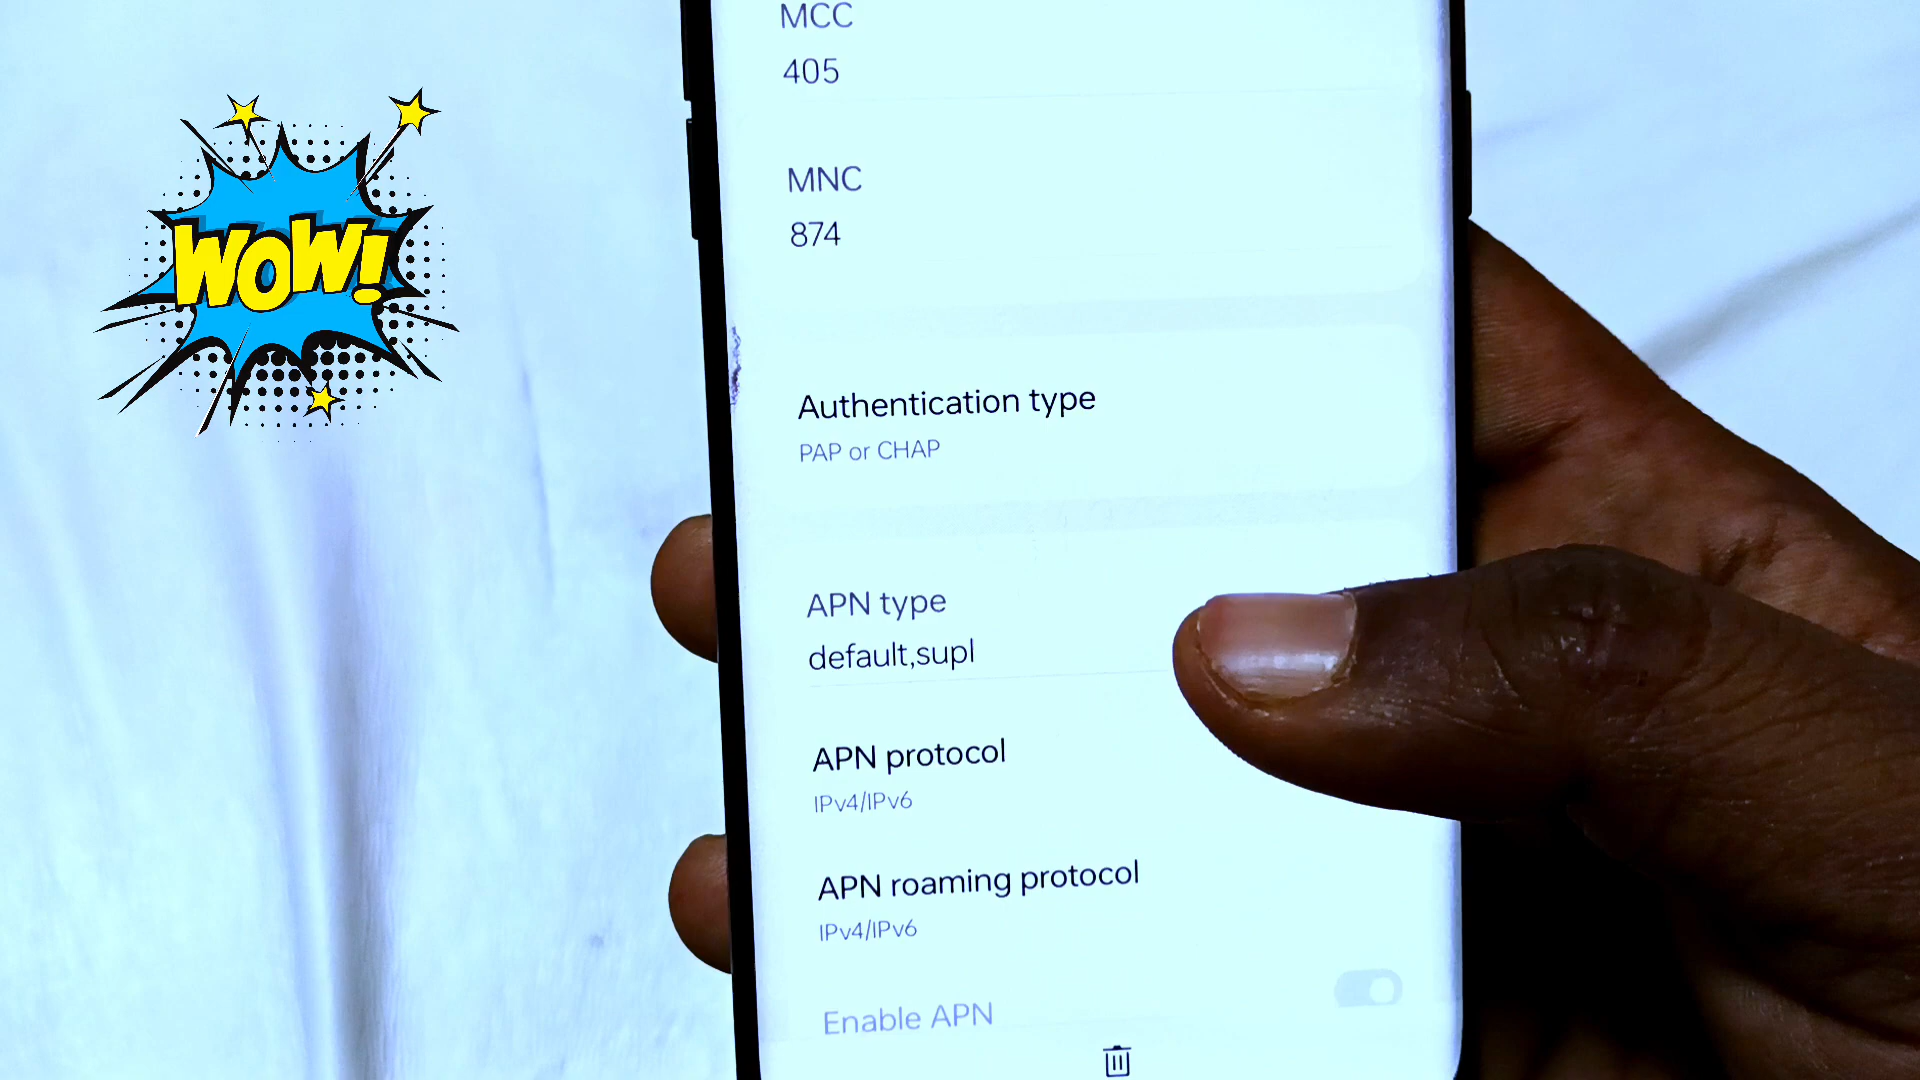 WOW!
MCC
405
MNC
874
Authentication type
PAP or CHAP
APN type
default,supl
APN protocol
IPv4/IPv6
APN roaming protocol
IPv4/IPv6
Enable APN